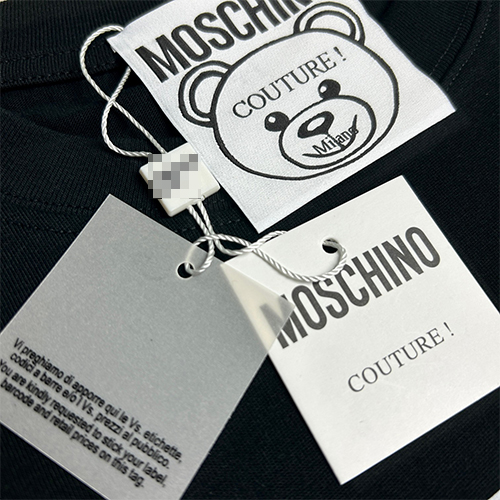 MOSCHINO
COUTURE !
Milano
MOSCHINO
COUTURE !
Vi preghiamo di apporre qui le Vs. etichette,
codici a barre e/o i Vs. prezzi al pubblico.
You are kindly requested to stick your label,
barcode and retail prices on this tag.